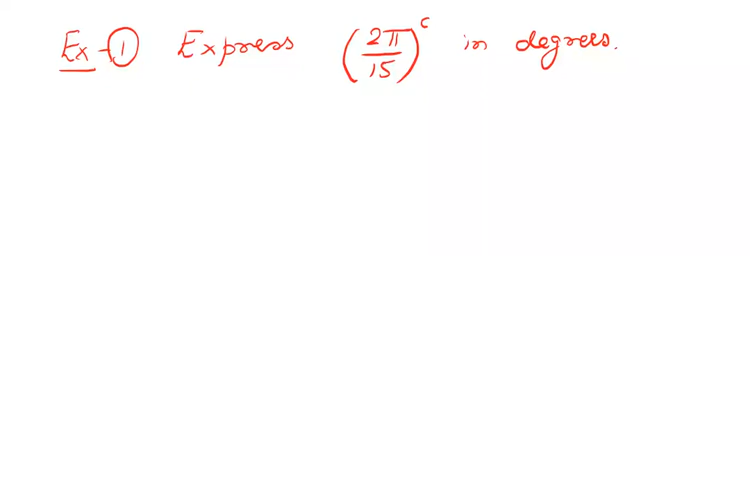 Ex-① Express (2π/15)ᶜ in degrees.